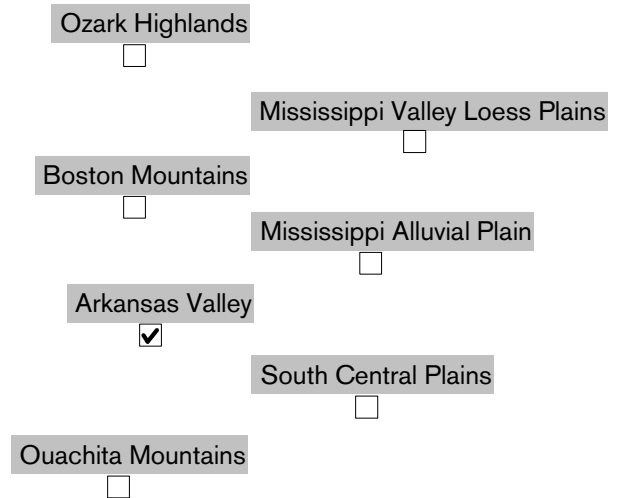 Ozark Highlands
Mississippi Valley Loess Plains
Boston Mountains
Mississippi Alluvial Plain
Arkansas Valley
South Central Plains
Ouachita Mountains